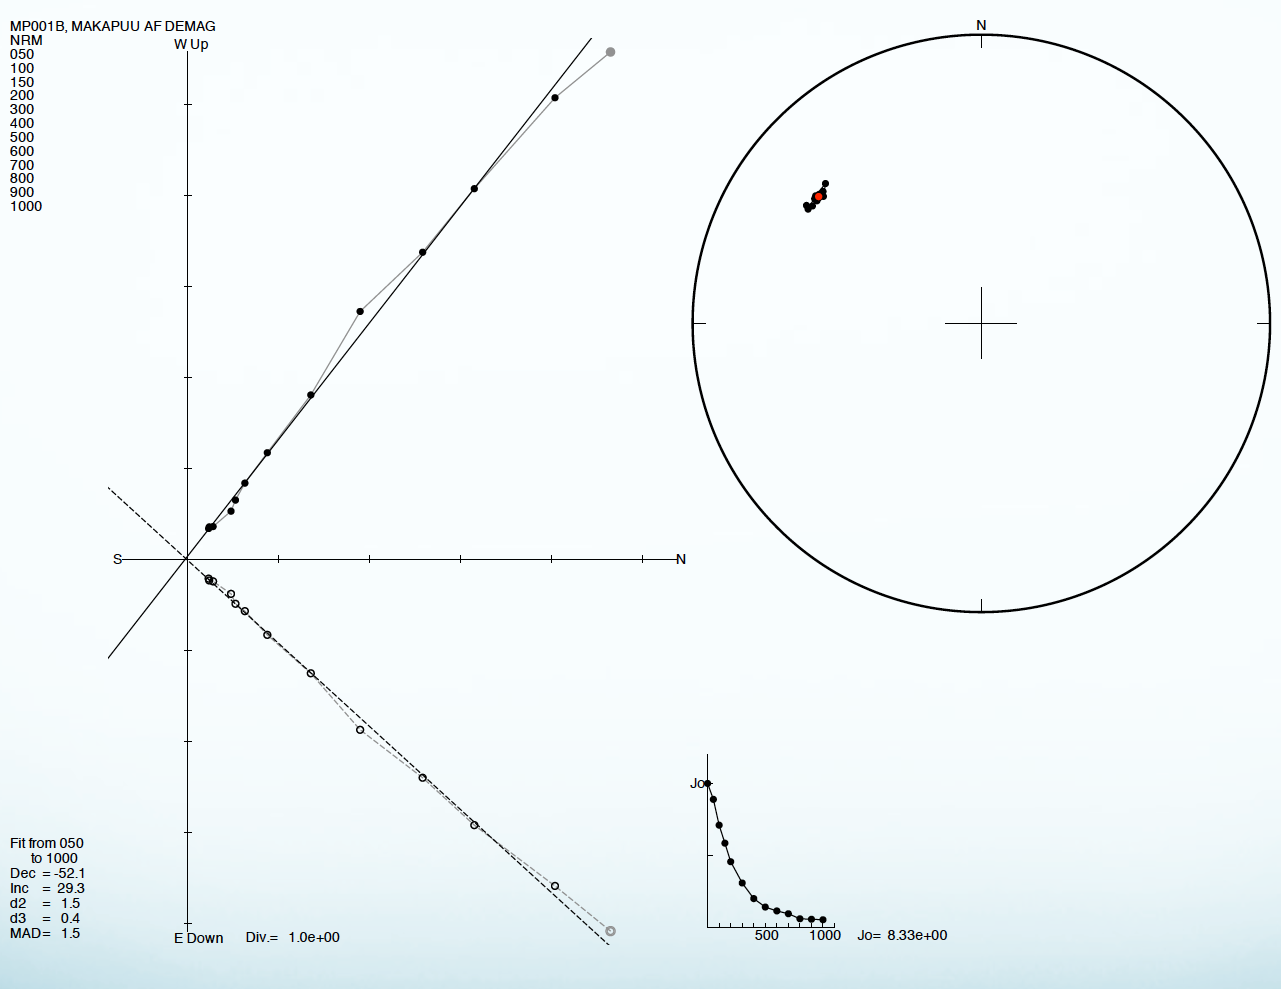 MP001B, MAKAPUU AF DEMAG
NRM
050
100
150
200
300
400
500
600
700
800
900
1000
W Up
N
S
N
E Down
Div.= 1.0e+00
Fit from 050
to 1000
Dec = -52.1
Inc = 29.3
d2 = 1.5
d3 = 0.4
MAD= 1.5
Jo
500 1000
Jo= 8.33e+00